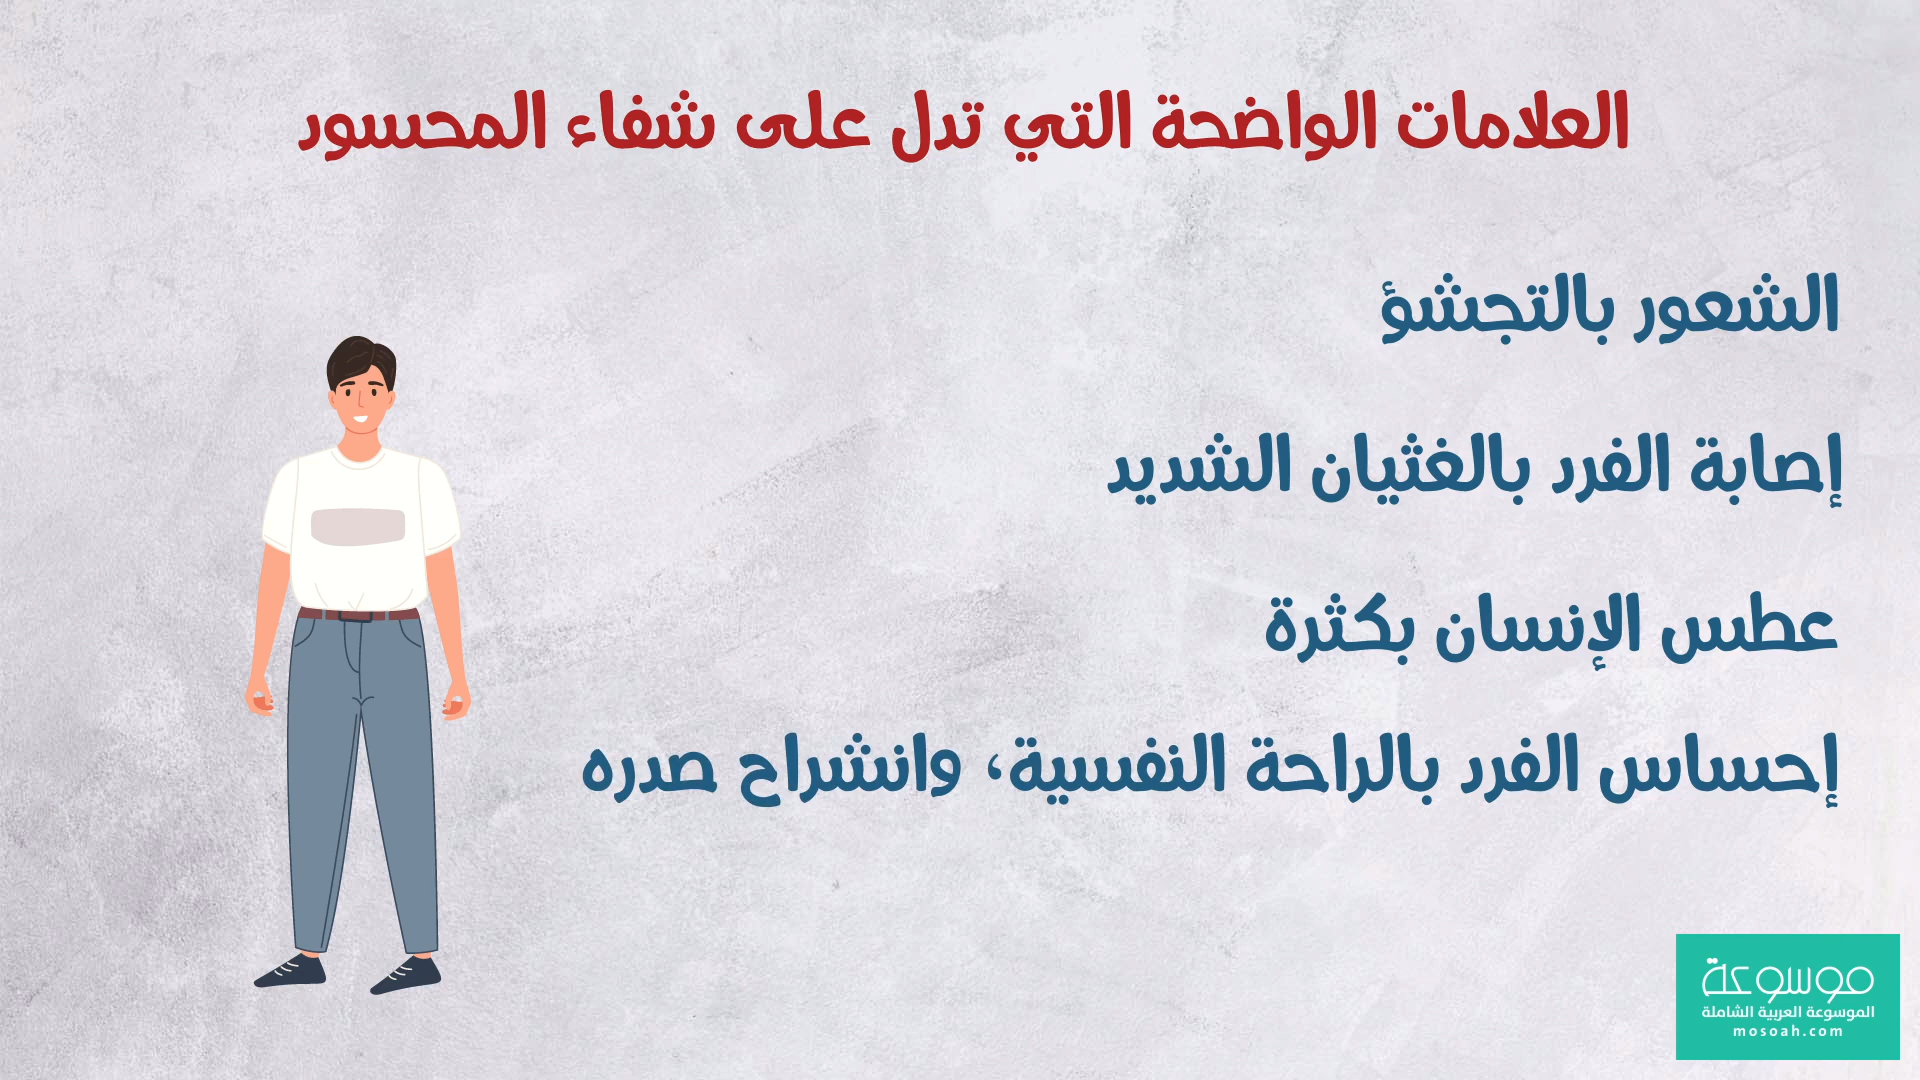 العلامات الواضحة التي تدل على شفاء المحسود
الشعور بالتجشؤ
إصابة الفرد بالغثيان الشديد
عطس الإنسان بكثرة
إحساس الفرد بالراحة النفسية، وانشراح صدره
موسوعة
الموسوعة العربية الشاملة
mosoah.com